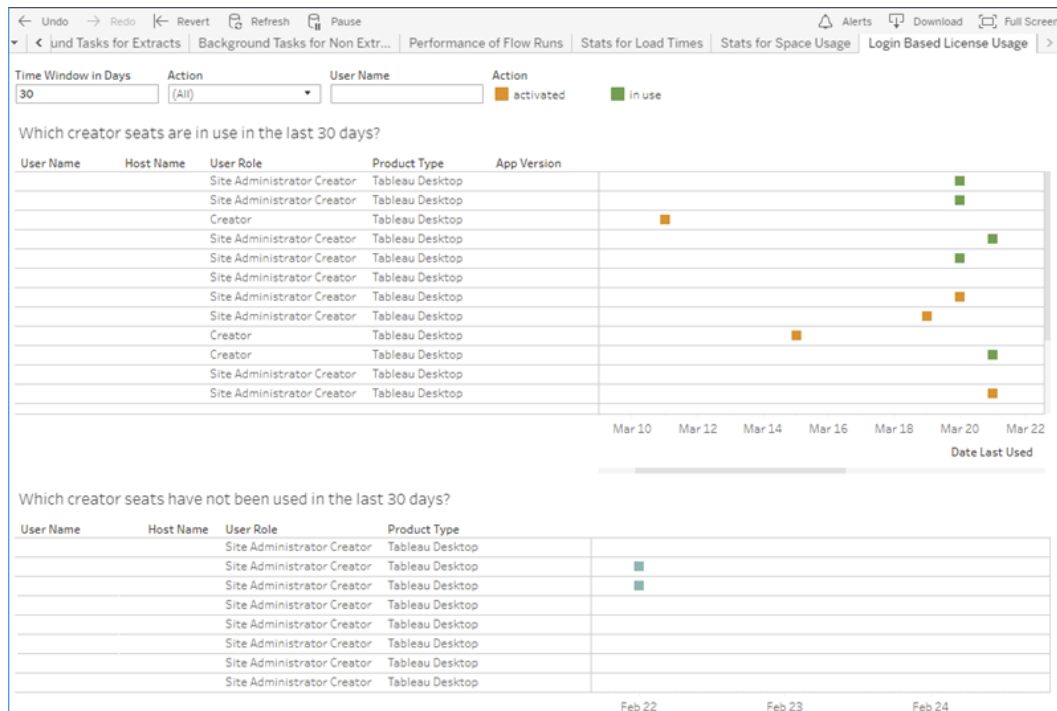 Undo Redo Revert Refresh Pause Alerts Download Full Screen
und Tasks for Extracts Background Tasks for Non Extr... Performance of Flow Runs Stats for Load Times Stats for Space Usage Login Based License Usage
Time Window in Days Action User Name Action
30 (All) activated in use
Which creator seats are in use in the last 30 days?
User Name Host Name User Role Product Type App Version
Site Administrator Creator Tableau Desktop
Site Administrator Creator Tableau Desktop
Creator Tableau Desktop
Site Administrator Creator Tableau Desktop
Site Administrator Creator Tableau Desktop
Site Administrator Creator Tableau Desktop
Site Administrator Creator Tableau Desktop
Site Administrator Creator Tableau Desktop
Creator Tableau Desktop
Creator Tableau Desktop
Site Administrator Creator Tableau Desktop
Site Administrator Creator Tableau Desktop
Mar 10 Mar 12 Mar 14 Mar 16 Mar 18 Mar 20 Mar 22
Date Last Used
Which creator seats have not been used in the last 30 days?
User Name Host Name User Role Product Type
Site Administrator Creator Tableau Desktop
Site Administrator Creator Tableau Desktop
Site Administrator Creator Tableau Desktop
Site Administrator Creator Tableau Desktop
Site Administrator Creator Tableau Desktop
Site Administrator Creator Tableau Desktop
Site Administrator Creator Tableau Desktop
Site Administrator Creator Tableau Desktop
Feb 22 Feb 23 Feb 24